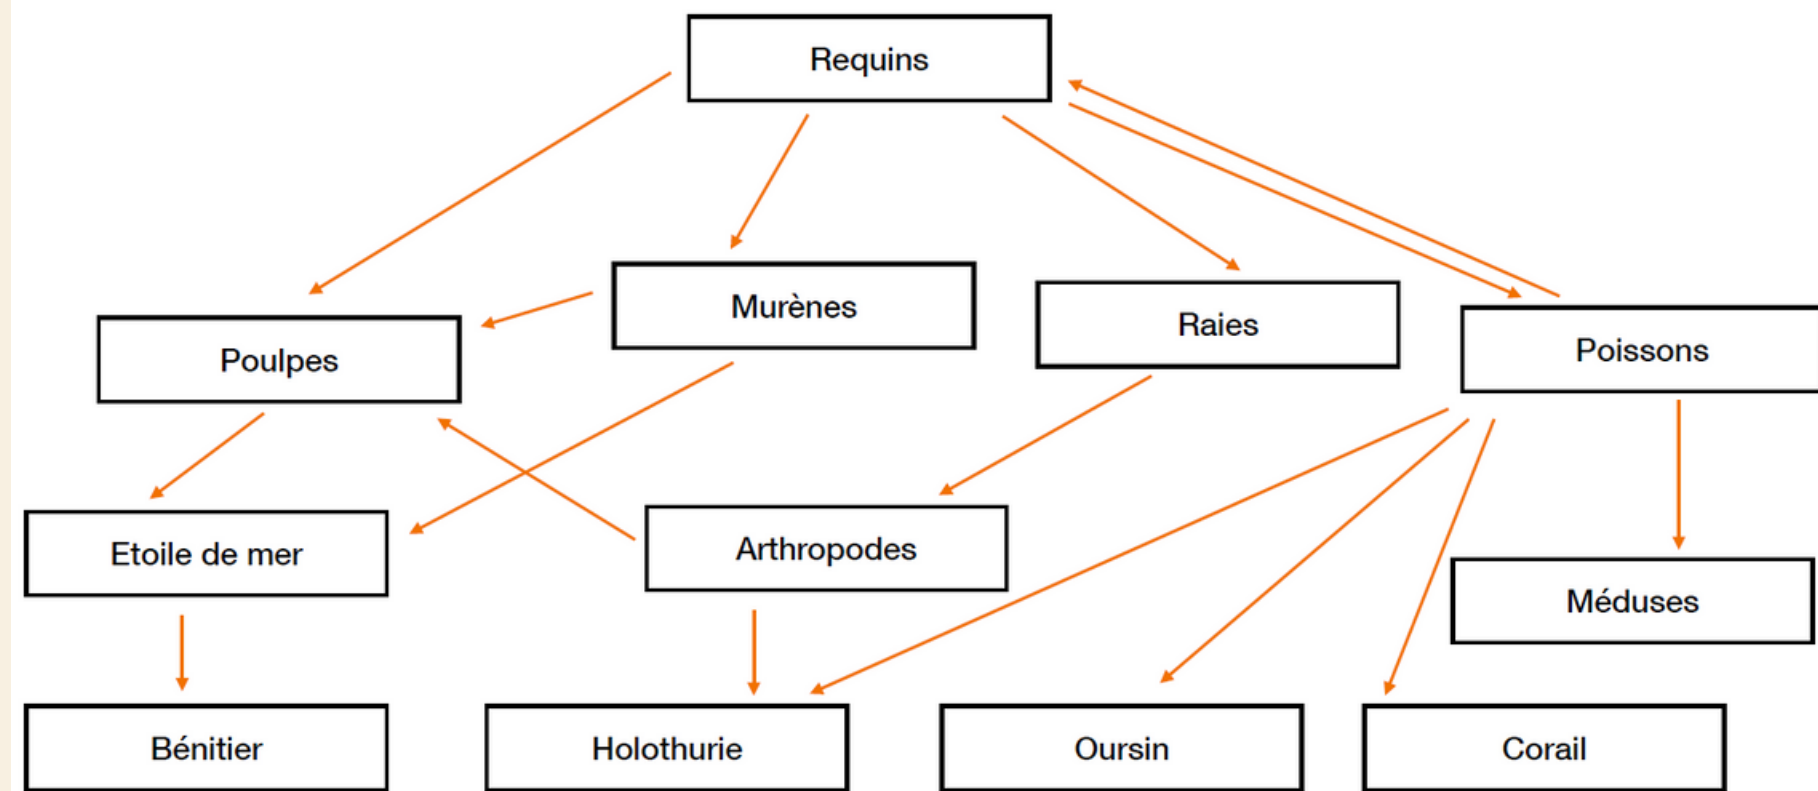 Requins
Murènes
Raies
Poissons
Poulpes
Etoile de mer
Arthropodes
Méduses
Bénitier
Holothurie
Oursin
Corail